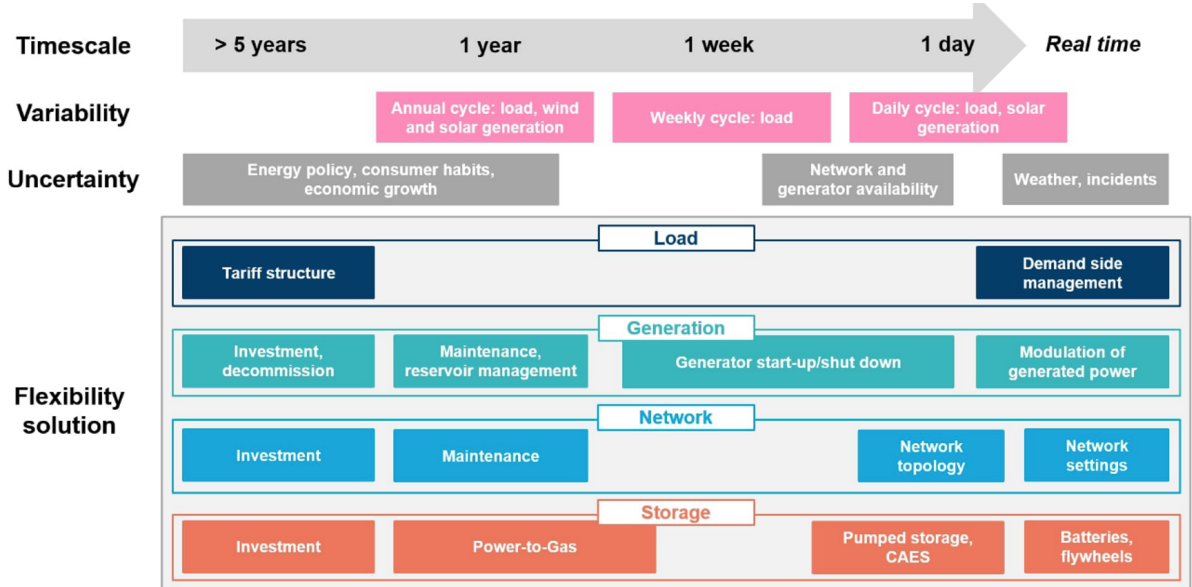 Timescale
> 5 years
1 year
1 week
1 day
Real time
Variability
Annual cycle: load, wind
and solar generation
Weekly cycle: load
Daily cycle: load, solar
generation
Uncertainty
Energy policy, consumer habits,
economic growth
Network and
generator availability
Weather, incidents
Flexibility
solution
Load
Tariff structure
Demand side
management
Generation
Investment,
decommission
Maintenance,
reservoir management
Generator start-up/shut down
Modulation of
generated power
Network
Investment
Maintenance
Network
topology
Network
settings
Storage
Investment
Power-to-Gas
Pumped storage,
CAES
Batteries,
flywheels